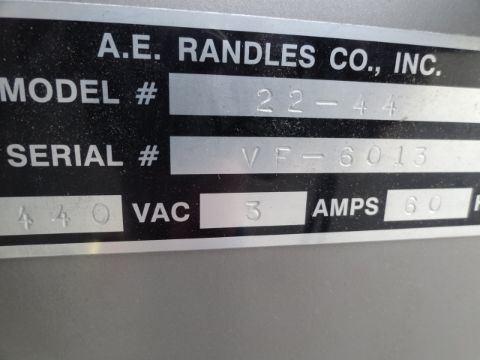 A.E. RANDLES CO., INC.
MODEL # 22-44
SERIAL # VF-6013
440 VAC 3 AMPS 60